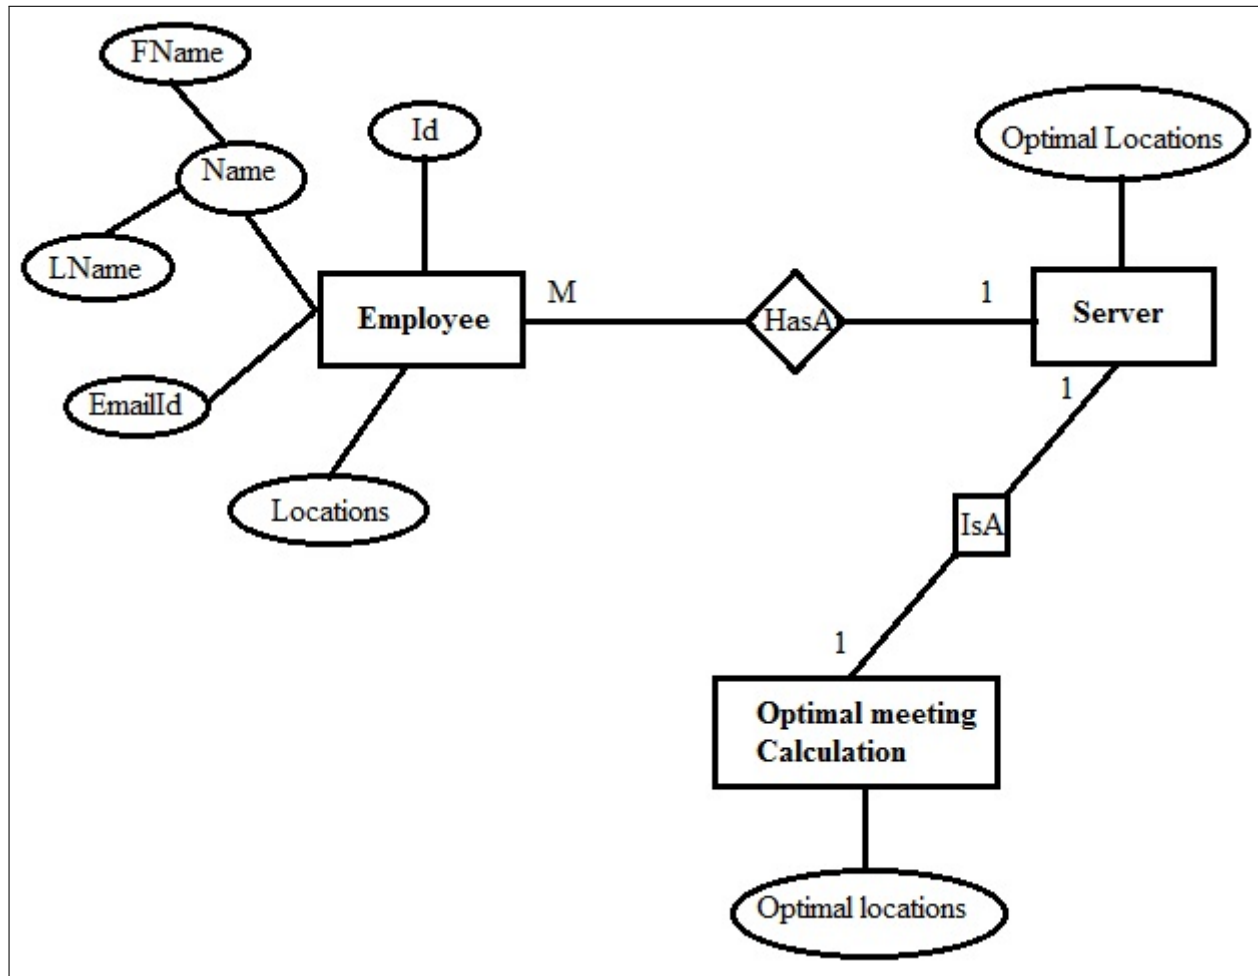 FName
Id
Optimal Locations
Name
LName
Employee
M
HasA
1
Server
1
EmailId
Locations
IsA
1
Optimal meeting
Calculation
Optimal locations